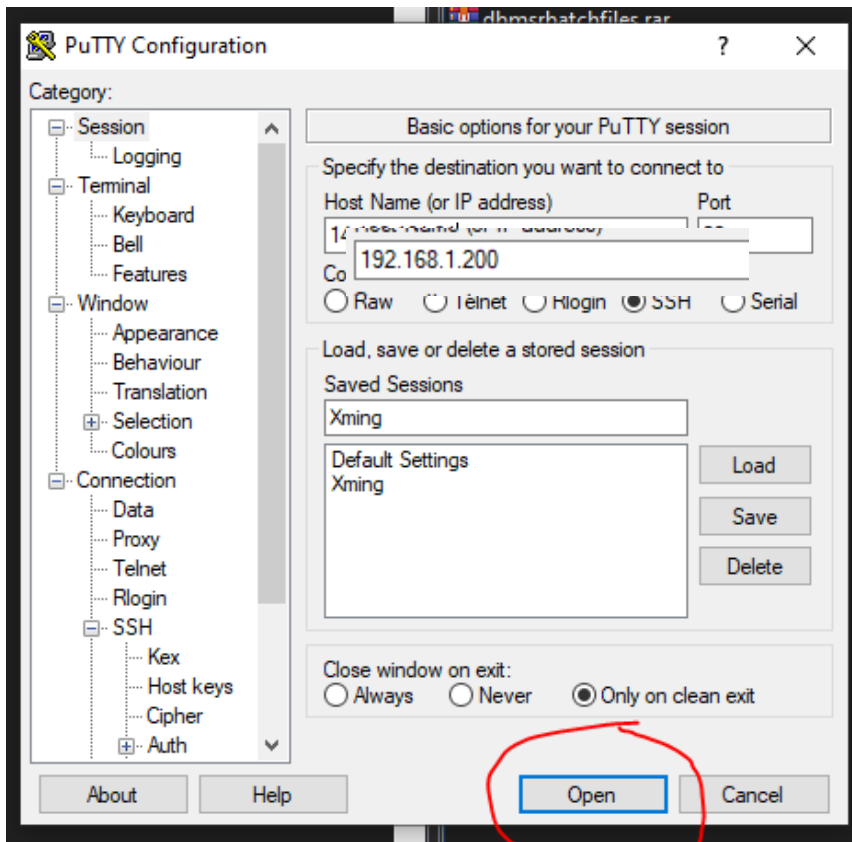 dbmsrbatchfiles.rar
PuTTY Configuration
? ×
Category:
Session
Logging
Terminal
Keyboard
Bell
Features
Window
Appearance
Behaviour
Translation
Selection
Colours
Connection
Data
Proxy
Telnet
Rlogin
SSH
Kex
Host keys
Cipher
Auth
Basic options for your PuTTY session
Specify the destination you want to connect to
Host Name (or IP address) Port
192.168.1.200
Raw Telnet Rlogin SSH Serial
Load, save or delete a stored session
Saved Sessions
Xming
Default Settings
Xming
Load
Save
Delete
Close window on exit:
Always Never Only on clean exit
About Help Open Cancel